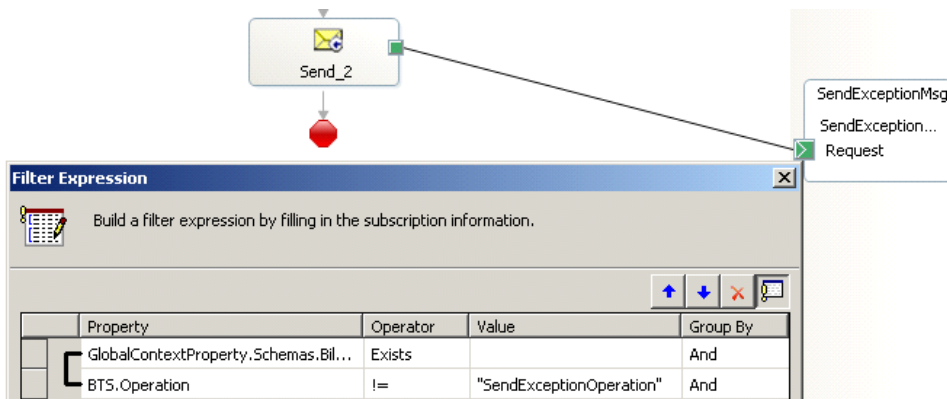 Send_2
SendExceptionMsg
SendException...
Request
Filter Expression
Build a filter expression by filling in the subscription information.
Property Operator Value Group By
GlobalContextProperty.Schemas.Bil... Exists And
BTS.Operation != "SendExceptionOperation" And